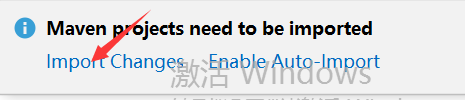 Maven projects need to be imported
Import Changes Enable Auto-Import
激活 Windows